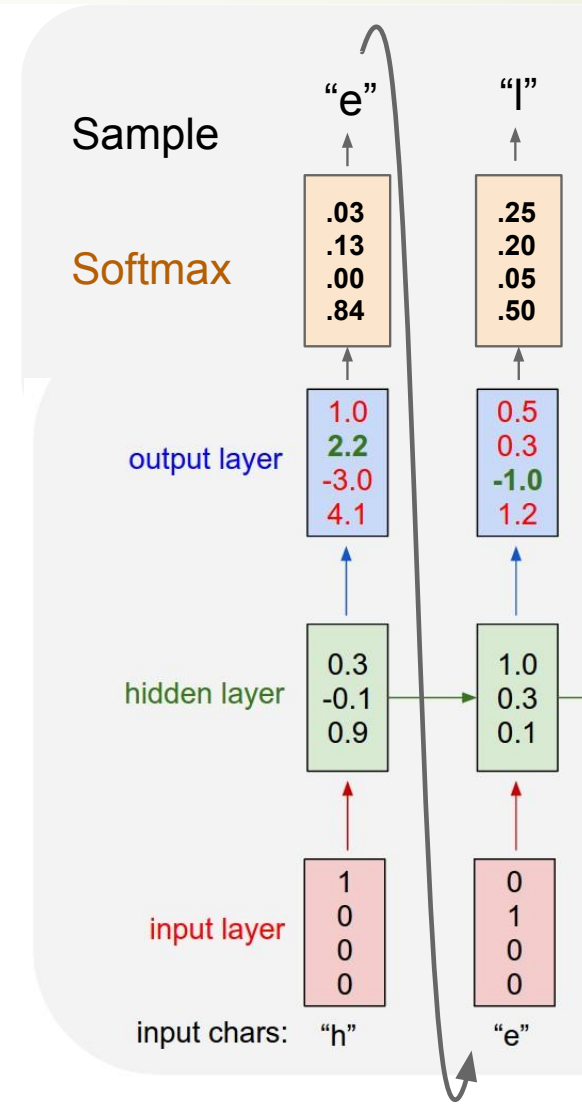 “e” “l”
Sample
.03 .25
.13 .20
Softmax .00 .05
.84 .50
1.0 0.5
2.2 0.3
output layer -3.0 -1.0
4.1 1.2
0.3 1.0
hidden layer -0.1 0.3
0.9 0.1
1 0
0 1
input layer 0 0
0 0
input chars: “h” “e”